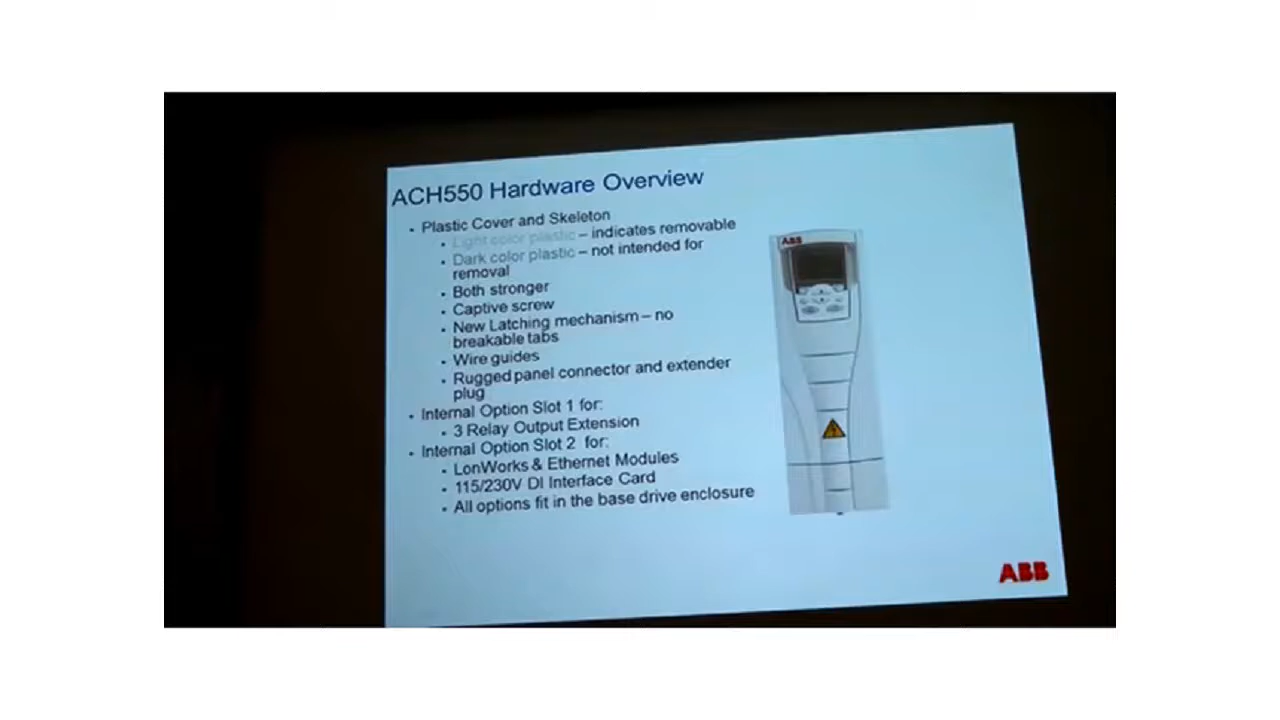 ACH550 Hardware Overview
• Plastic Cover and Skeleton
• Light color plastic – indicates removable
• Dark color plastic – not intended for
removal
• Both stronger
• Captive screw
• New Latching mechanism – no
breakable tabs
• Wire guides
• Rugged panel connector and extender
plug
• Internal Option Slot 1 for:
• 3 Relay Output Extension
• Internal Option Slot 2 for:
• LonWorks & Ethernet Modules
• 115/230V DI Interface Card
• All options fit in the base drive enclosure
ABB
ABB